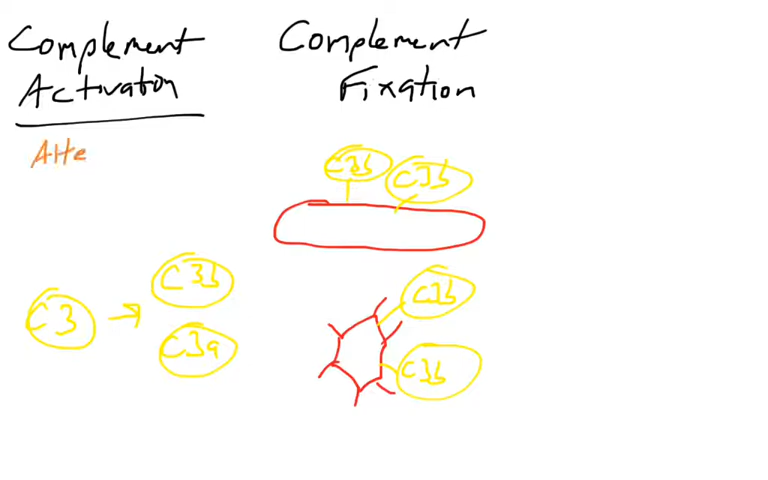 Complement
Activation
Complement
Fixation
Alte
C3b
C3b
C3
C3b
C3a
C3b
C3b